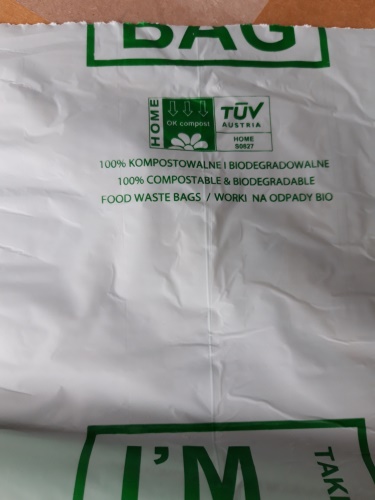 BAG
HOME
OK compost
TÜV
AUSTRIA
HOME
S0627
100% KOMPOSTOWALNE I BIODEGRADOWALNE
100% COMPOSTABLE & BIODEGRADABLE
FOOD WASTE BAGS / WORKI NA ODPADY BIO
I'M
TAKE